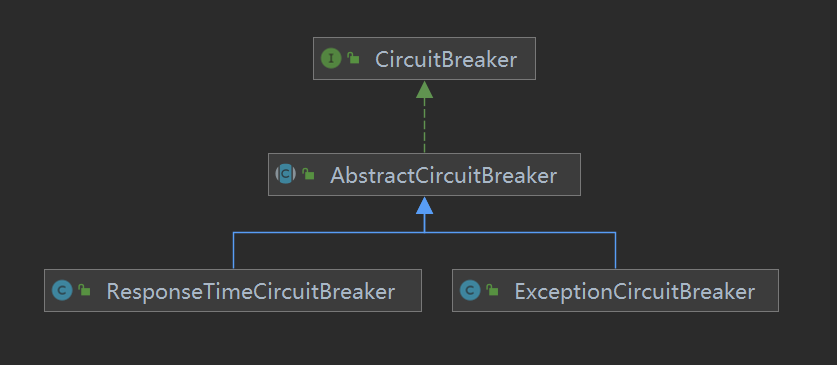 I CircuitBreaker
C AbstractCircuitBreaker
C ResponseTimeCircuitBreaker
C ExceptionCircuitBreaker